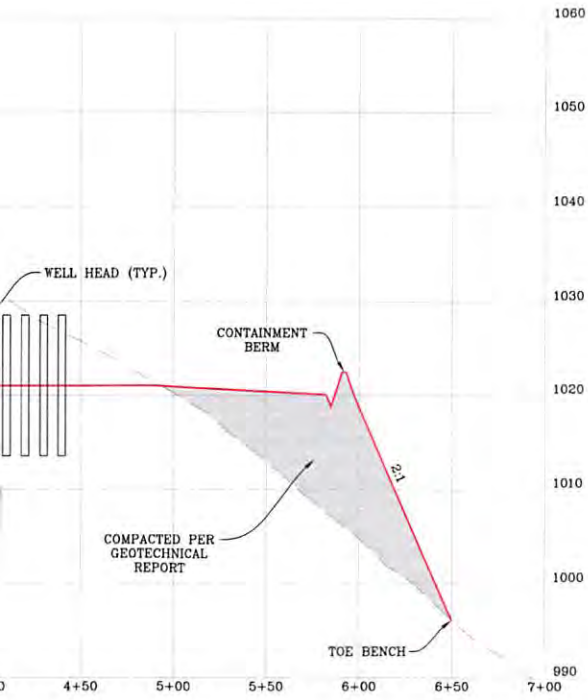 1060
1050
1040
WELL HEAD (TYP.)
1030
CONTAINMENT
BERM
1020
2:1
1010
COMPACTED PER
GEOTECHNICAL
REPORT
1000
TOE BENCH
990
4+50 5+00 5+50 6+00 6+50 7+00